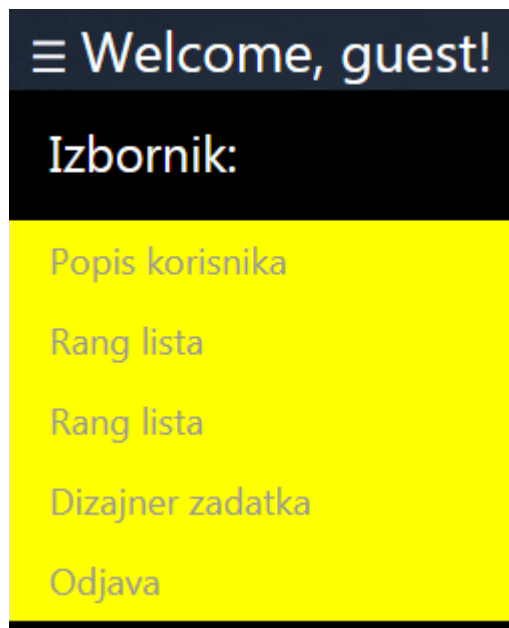 Welcome, guest!
Izbornik:
Popis korisnika
Rang lista
Rang lista
Dizajner zadatka
Odjava